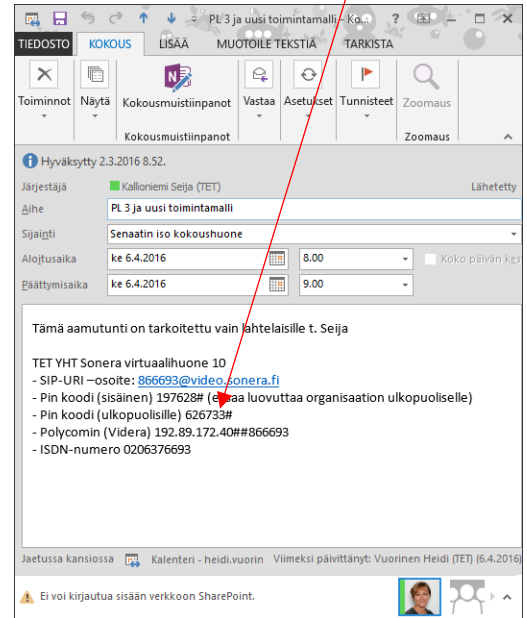 PL 3 ja uusi toimintamalli - Ko... ?
TIEDOSTO KOKOUS LISÄÄ MUOTOILE TEKSTIÄ TARKISTA
Toiminnot Näytä Kokousmuistiinpanot Vastaa Asetukset Tunnisteet Zoomaus
Kokousmuistiinpanot Zoomaus
Hyväksytty 2.3.2016 8.52.
Järjestäjä Kallioniemi Seija (TET) Lähetetty
Aihe PL 3 ja uusi toimintamalli
Sijainti Senaatin iso kokoushuone
Aloitusaika ke 6.4.2016 8.00 Koko päivän kes
Päättymisaika ke 6.4.2016 9.00
Tämä aamutunti on tarkoitettu vain lahtelaisille t. Seija
TET YHT Sonera virtuaalihuone 10
- SIP-URI –osoite: 866693@video.sonera.fi
- Pin koodi (sisäinen) 197628# (ei saa luovuttaa organisaation ulkopuoliselle)
- Pin koodi (ulkopuolisille) 626733#
- Polycomin (Videra) 192.89.172.40##866693
- ISDN-numero 0206376693
Jaetussa kansiossa Kalenteri - heidi.vuorin Viimeksi päivittänyt: Vuorinen Heidi (TET) (6.4.2016)
Ei voi kirjautua sisään verkkoon SharePoint.